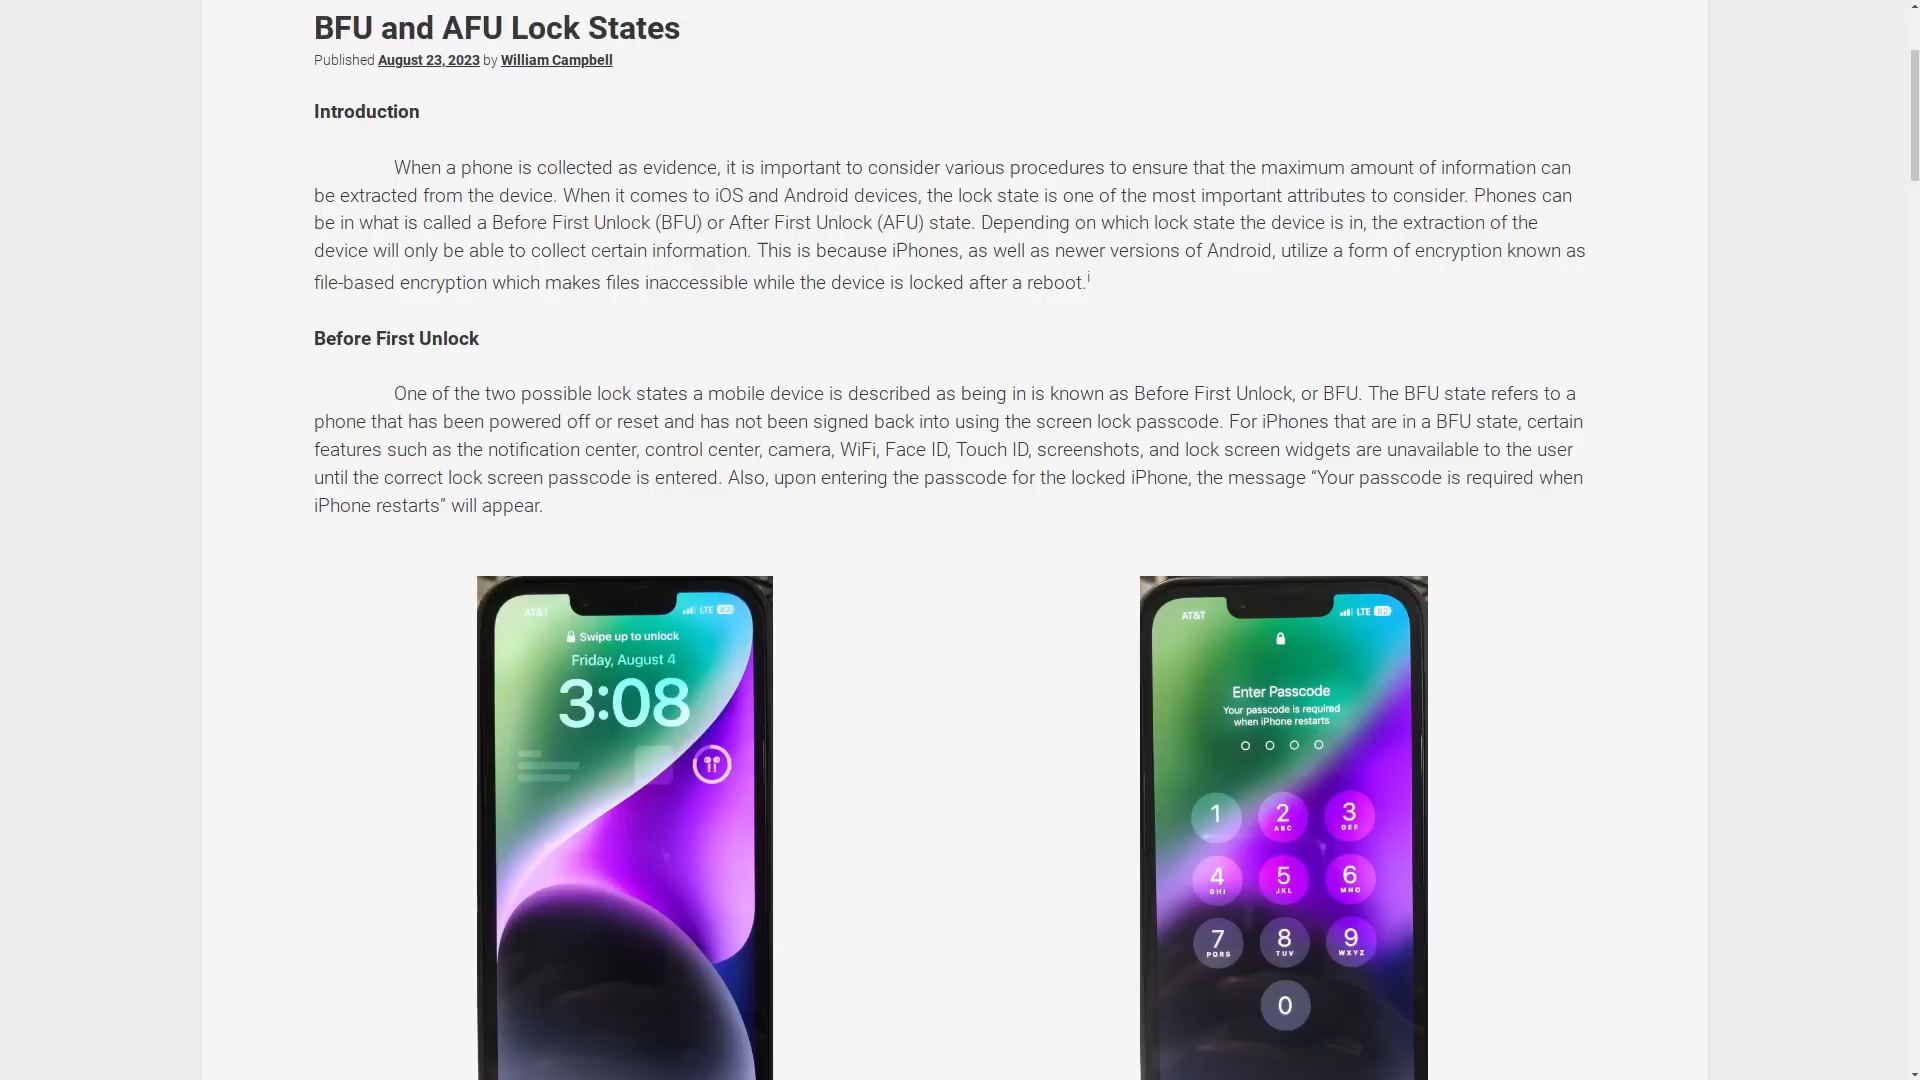 BFU and AFU Lock States
Published August 23, 2023 by William Campbell
Introduction
When a phone is collected as evidence, it is important to consider various procedures to ensure that the maximum amount of information can
be extracted from the device. When it comes to iOS and Android devices, the lock state is one of the most important attributes to consider. Phones can
be in what is called a Before First Unlock (BFU) or After First Unlock (AFU) state. Depending on which lock state the device is in, the extraction of the
device will only be able to collect certain information. This is because iPhones, as well as newer versions of Android, utilize a form of encryption known as
file-based encryption which makes files inaccessible while the device is locked after a reboot.i
Before First Unlock
One of the two possible lock states a mobile device is described as being in is known as Before First Unlock, or BFU. The BFU state refers to a
phone that has been powered off or reset and has not been signed back into using the screen lock passcode. For iPhones that are in a BFU state, certain
features such as the notification center, control center, camera, WiFi, Face ID, Touch ID, screenshots, and lock screen widgets are unavailable to the user
until the correct lock screen passcode is entered. Also, upon entering the passcode for the locked iPhone, the message “Your passcode is required when
iPhone restarts” will appear.
AT&T LTE 82
Swipe up to unlock
Friday, August 4
3:08
AT&T LTE 82
Enter Passcode
Your passcode is required
when iPhone restarts
1 2 3
ABC DEF
4 5 6
GHI JKL MNO
7 8 9
PQRS TUV WXYZ
0